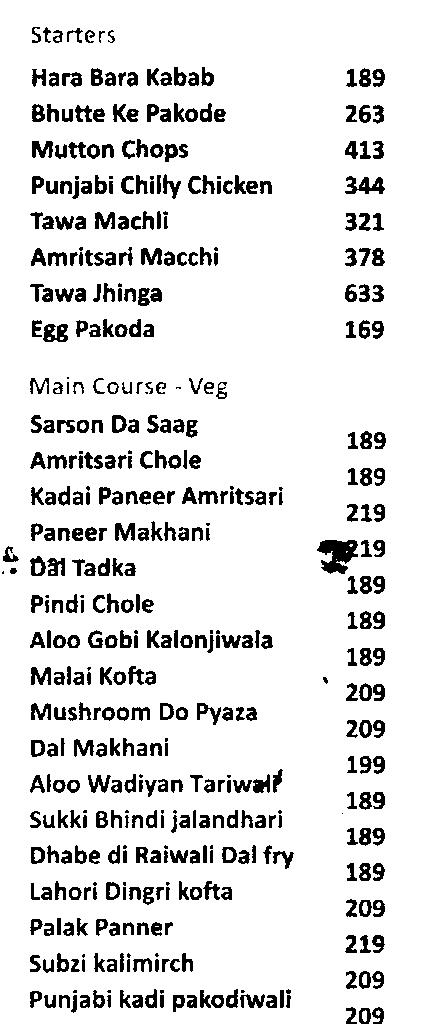 Starters
Hara Bara Kabab 189
Bhutte Ke Pakode 263
Mutton Chops 413
Punjabi Chilly Chicken 344
Tawa Machli 321
Amritsari Macchi 378
Tawa Jhinga 633
Egg Pakoda 169
Main Course - Veg
Sarson Da Saag 189
Amritsari Chole 189
Kadai Paneer Amritsari 219
Paneer Makhani 219
Dal Tadka 189
Pindi Chole 189
Aloo Gobi Kalonjiwala 189
Malai Kofta 209
Mushroom Do Pyaza 209
Dal Makhani 199
Aloo Wadiyan Tariwali 189
Sukki Bhindi jalandhari 189
Dhabe di Raiwali Dal fry 189
Lahori Dingri kofta 209
Palak Panner 219
Subzi kalimirch 209
Punjabi kadi pakodiwali 209